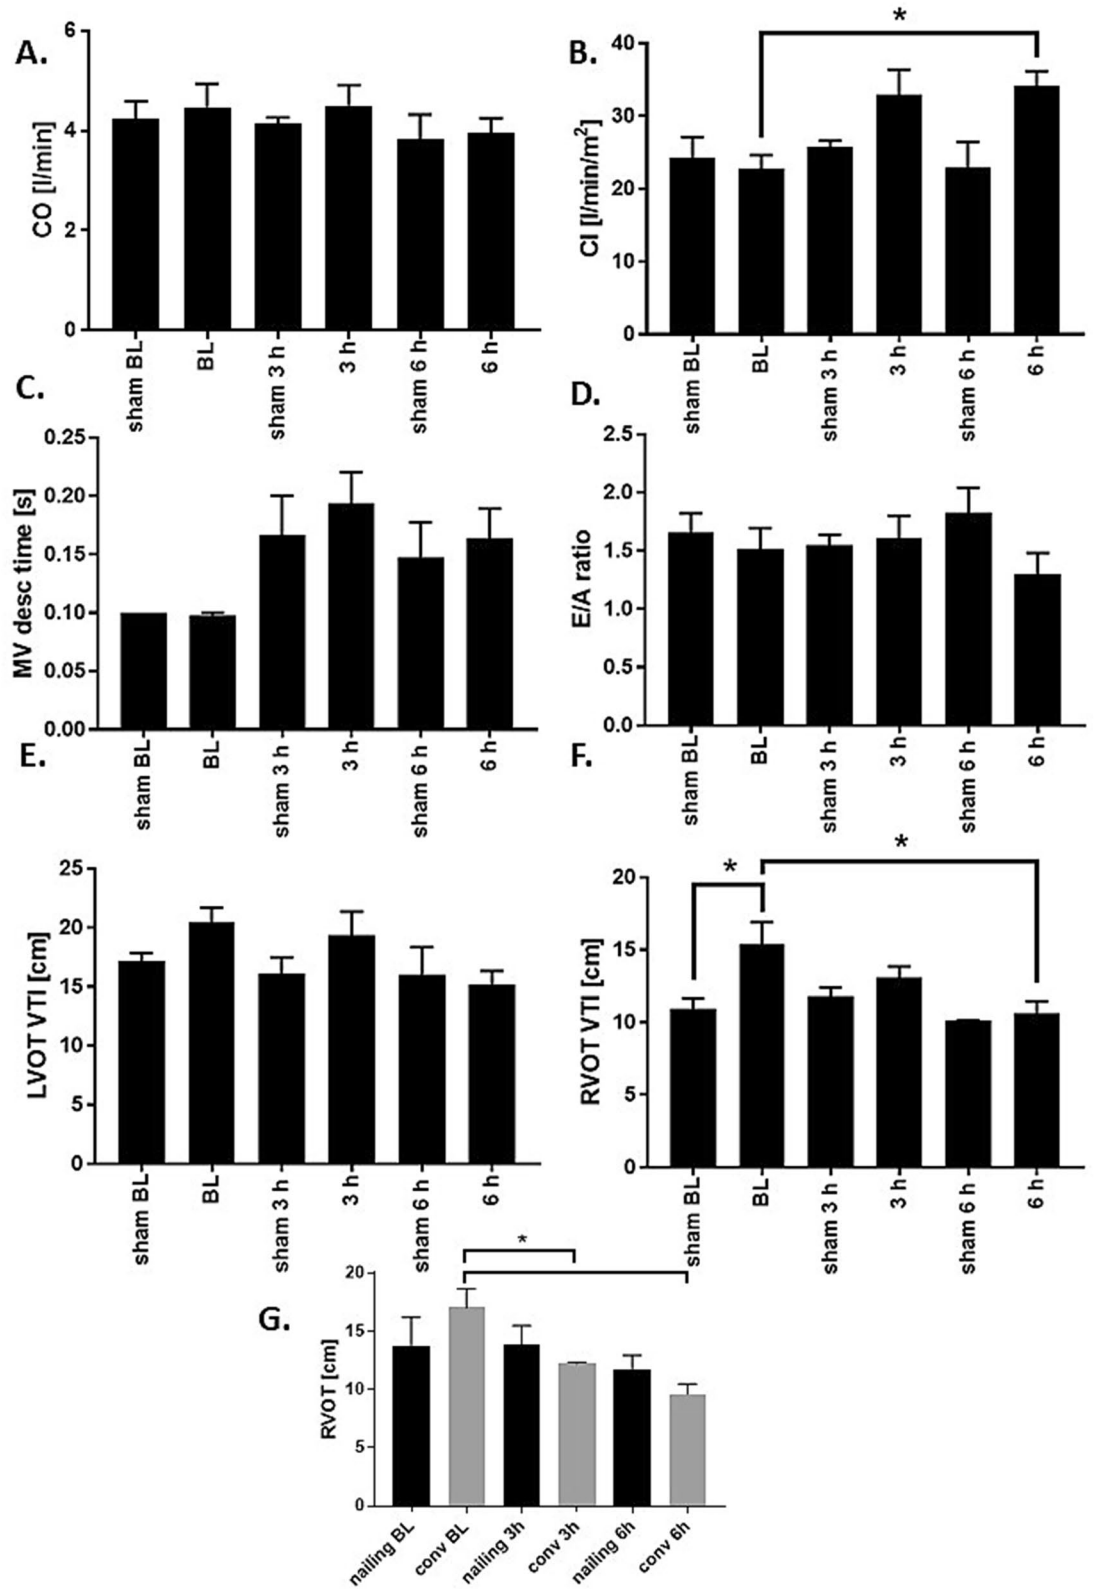 A.
CO [l/min]
6
4
2
0
sham BL
BL
sham 3 h
3 h
sham 6 h
6 h
B.
*
CI [l/min/m²]
40
30
20
10
0
sham BL
BL
sham 3 h
3 h
sham 6 h
6 h
C.
MV desc time [s]
0.25
0.20
0.15
0.10
0.05
0.00
sham BL
BL
sham 3 h
3 h
sham 6 h
6 h
D.
E/A ratio
2.5
2.0
1.5
1.0
0.5
0.0
sham BL
BL
sham 3 h
3 h
sham 6 h
6 h
E.
LVOT VTI [cm]
25
20
15
10
5
0
sham BL
BL
sham 3 h
3 h
sham 6 h
6 h
F.
*
*
RVOT VTI [cm]
20
15
10
5
0
sham BL
BL
sham 3 h
3 h
sham 6 h
6 h
G.
*
RVOT [cm]
20
15
10
5
0
nailing BL
conv BL
nailing 3h
conv 3h
nailing 6h
conv 6h